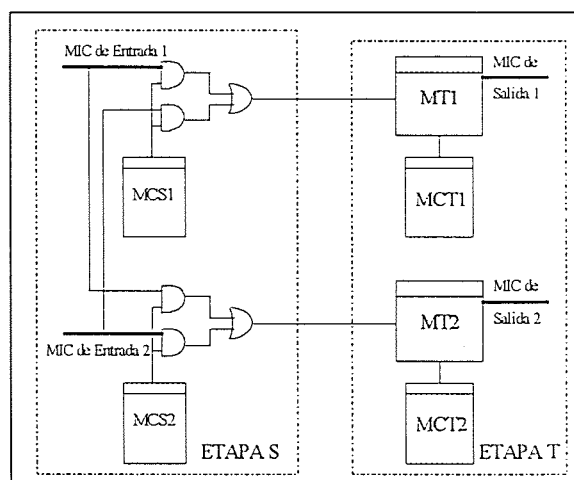 MIC de Entrada 1
MCS1
MIC de
Salida 1
MT1
MCT1
MIC de Entrada 2
MCS2
MIC de
Salida 2
MT2
MCT2
ETAPA S
ETAPA T